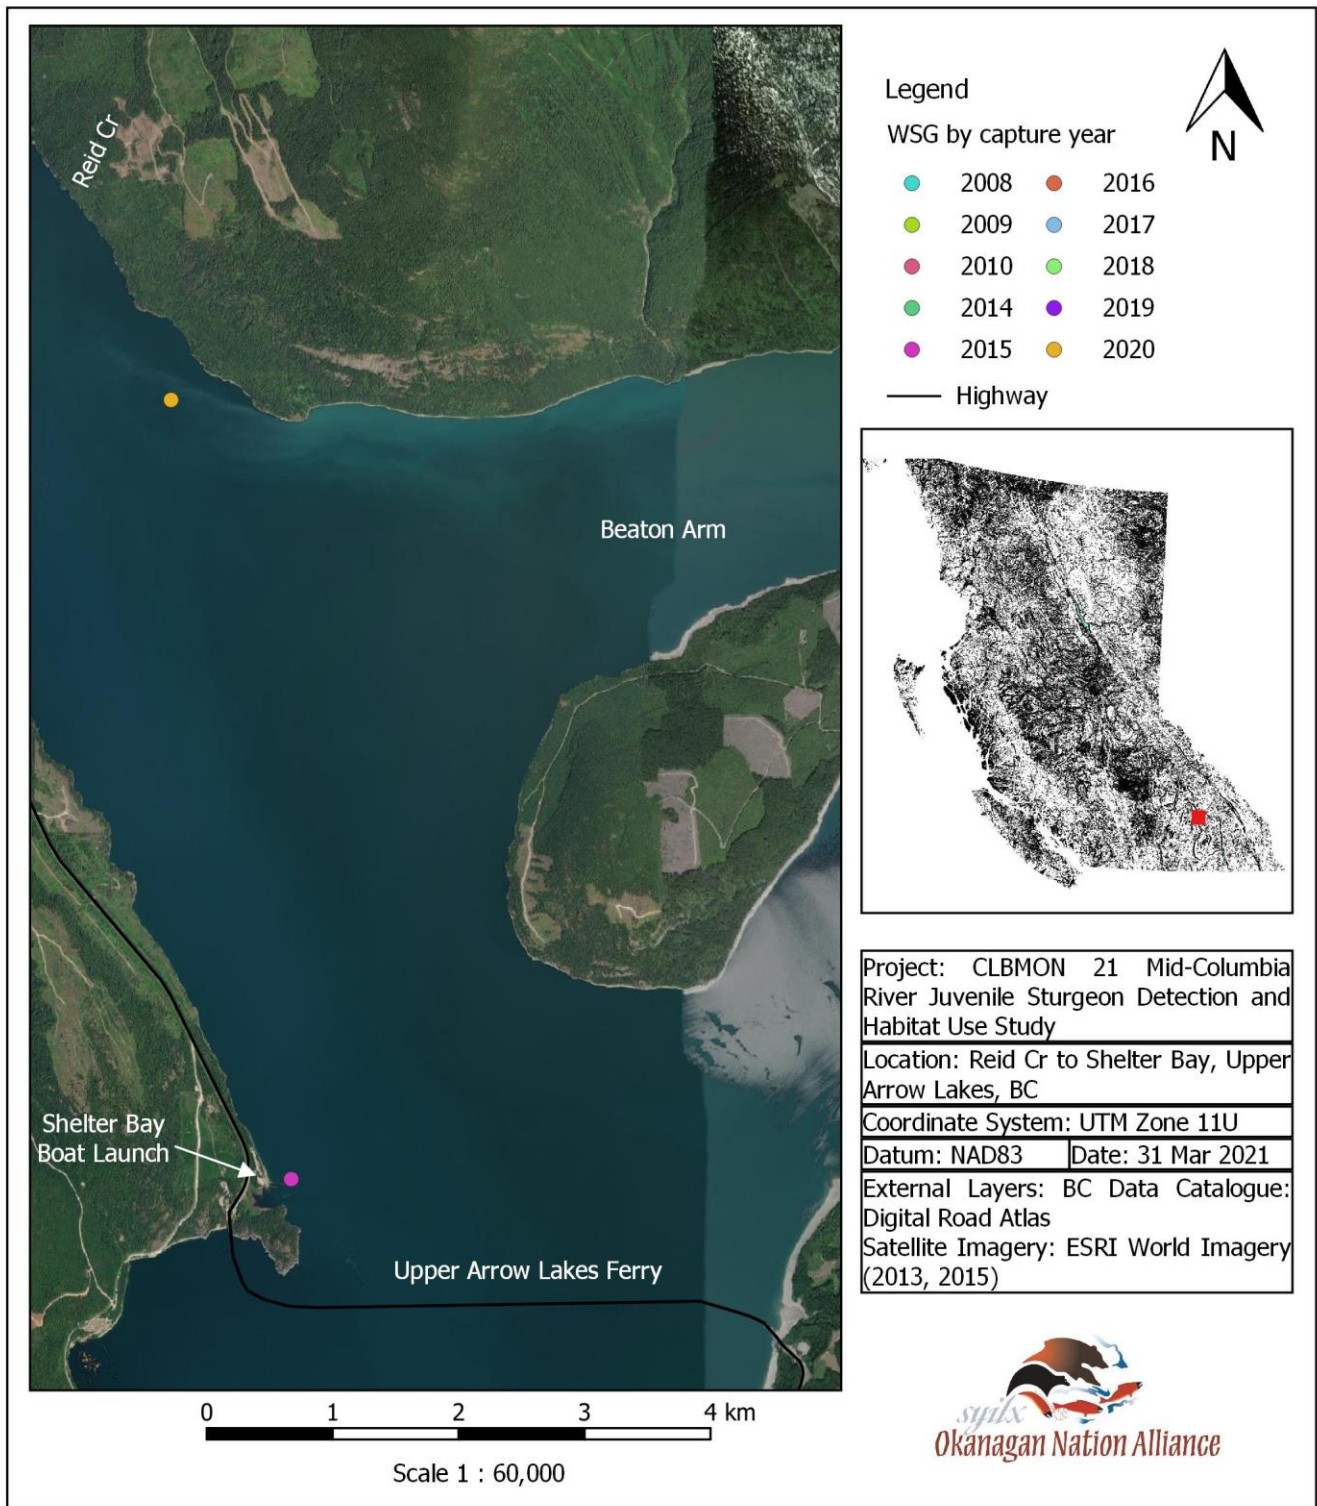 Reid Cr
Beaton Arm
Shelter Bay
Boat Launch
Upper Arrow Lakes Ferry
0 1 2 3 4 km
Scale 1 : 60,000
Legend
N
WSG by capture year
2008 2016
2009 2017
2010 2018
2014 2019
2015 2020
Highway
Project: CLBMON 21 Mid-Columbia
River Juvenile Sturgeon Detection and
Habitat Use Study
Location: Reid Cr to Shelter Bay, Upper
Arrow Lakes, BC
Coordinate System: UTM Zone 11U
Datum: NAD83 Date: 31 Mar 2021
External Layers: BC Data Catalogue:
Digital Road Atlas
Satellite Imagery: ESRI World Imagery
(2013, 2015)
syilx
Okanagan Nation Alliance